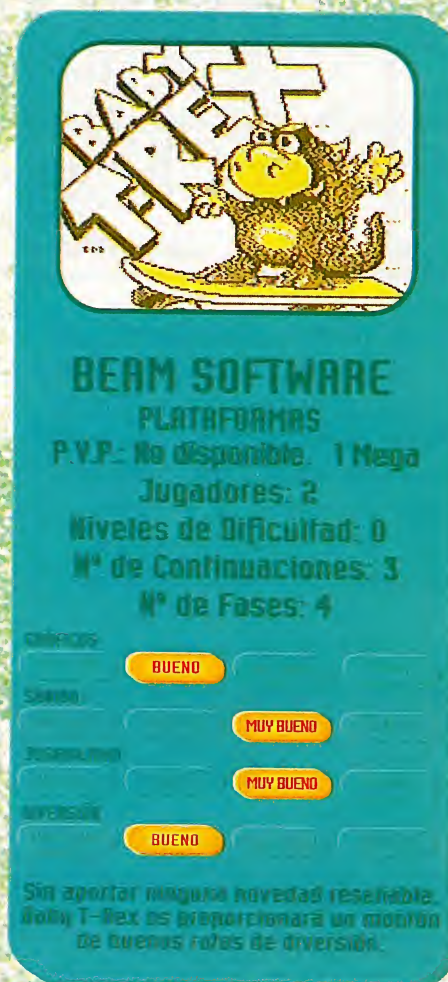 BABY
T-REX
BEAM SOFTWARE
PLATAFORMAS
P.V.P.: No disponible. 1 Mega
Jugadores: 2
Niveles de Dificultad: 0
Nº de Continuaciones: 3
Nº de Fases: 4
GRÁFICOS
BUENO
SONIDO
MUY BUENO
JUGABILIDAD
MUY BUENO
DIVERSIÓN
BUENO
Sin aportar ninguna novedad reseñable,
Baby T-Rex os proporcionará un montón
de buenos ratos de diversión.